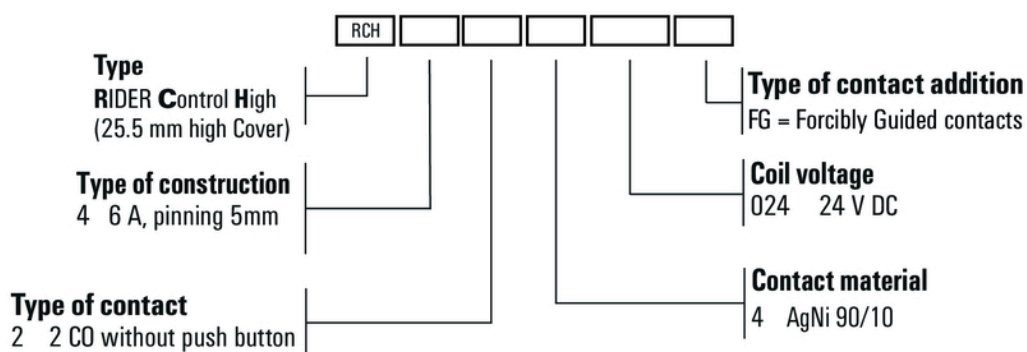 RCH
Type
RIDER Control High
(25.5 mm high Cover)
Type of construction
4 6 A, pinning 5mm
Type of contact
2 2 CO without push button
Type of contact addition
FG = Forcibly Guided contacts
Coil voltage
024 24 V DC
Contact material
4 AgNi 90/10